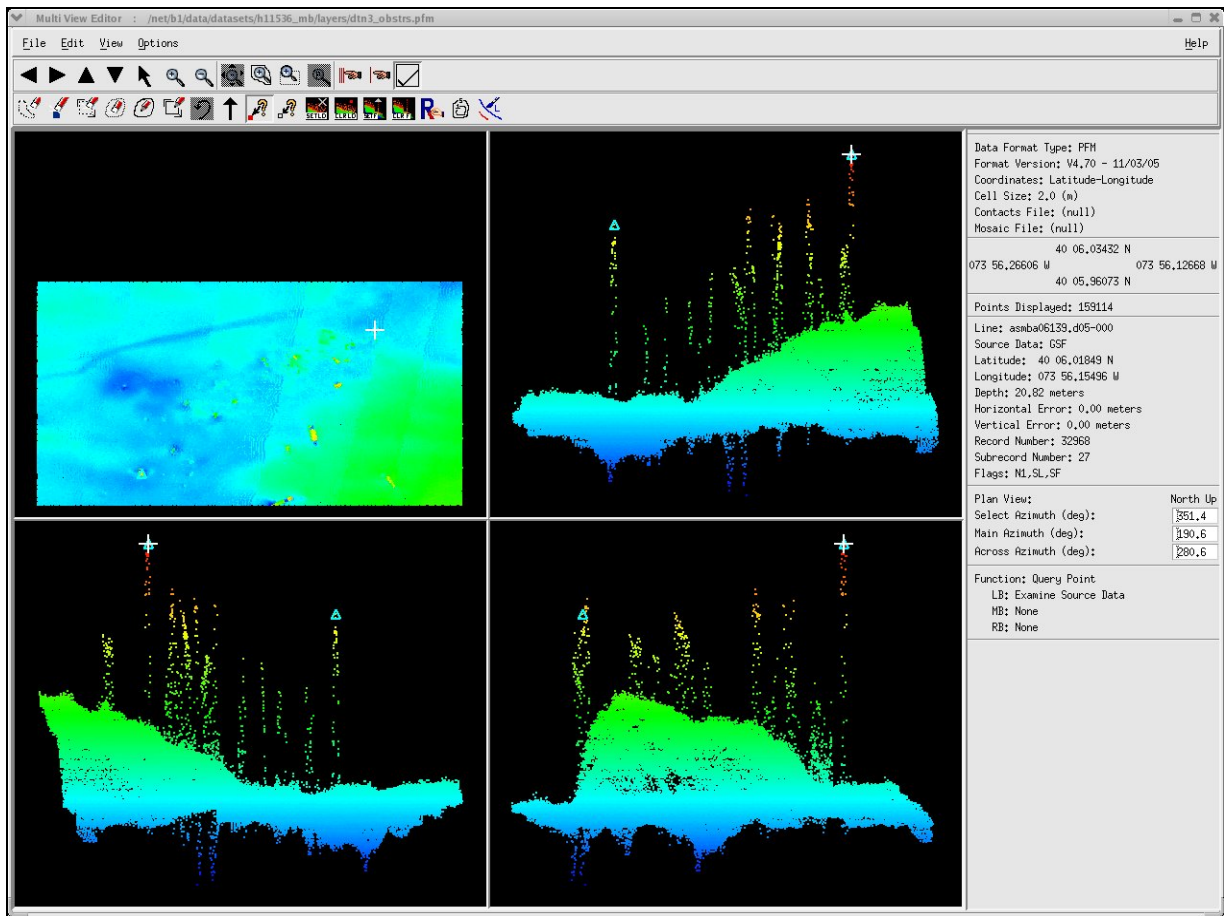 Multi View Editor : /net/b1/data/datasets/h11536_mb/layers/dtn3_obstrs.pfm
File Edit View Options Help
SETLD CLRLD SETF CLR F R L
Data Format Type: PFM
Format Version: V4.70 - 11/03/05
Coordinates: Latitude-Longitude
Cell Size: 2.0 (m)
Contacts File: (null)
Mosaic File: (null)
40 06.03432 N
073 56.26606 W 073 56.12668 W
40 05.96073 N
Points Displayed: 159114
Line: asmba06139.d05-000
Source Data: GSF
Latitude: 40 06.01849 N
Longitude: 073 56.15496 W
Depth: 20.82 meters
Horizontal Error: 0.00 meters
Vertical Error: 0.00 meters
Record Number: 32968
Subrecord Number: 27
Flags: N1,SL,SF
Plan View: North Up
Select Azimuth (deg): 351.4
Main Azimuth (deg): 190.6
Across Azimuth (deg): 280.6
Function: Query Point
LB: Examine Source Data
MB: None
RB: None